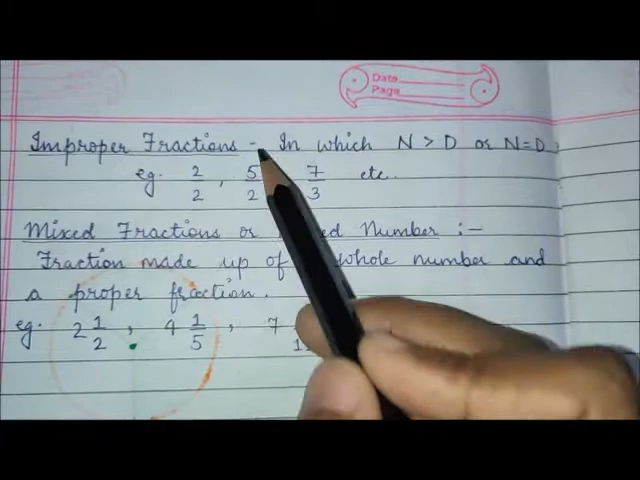 Date
Page
Improper Fractions - In which N > D or N=D.
eg. 2/2, 5/2 7/3 etc.
Mixed Fractions or Number :-
Fraction made up of whole number and
a proper fraction.
eg. 2 1/2, 4 1/5, 7